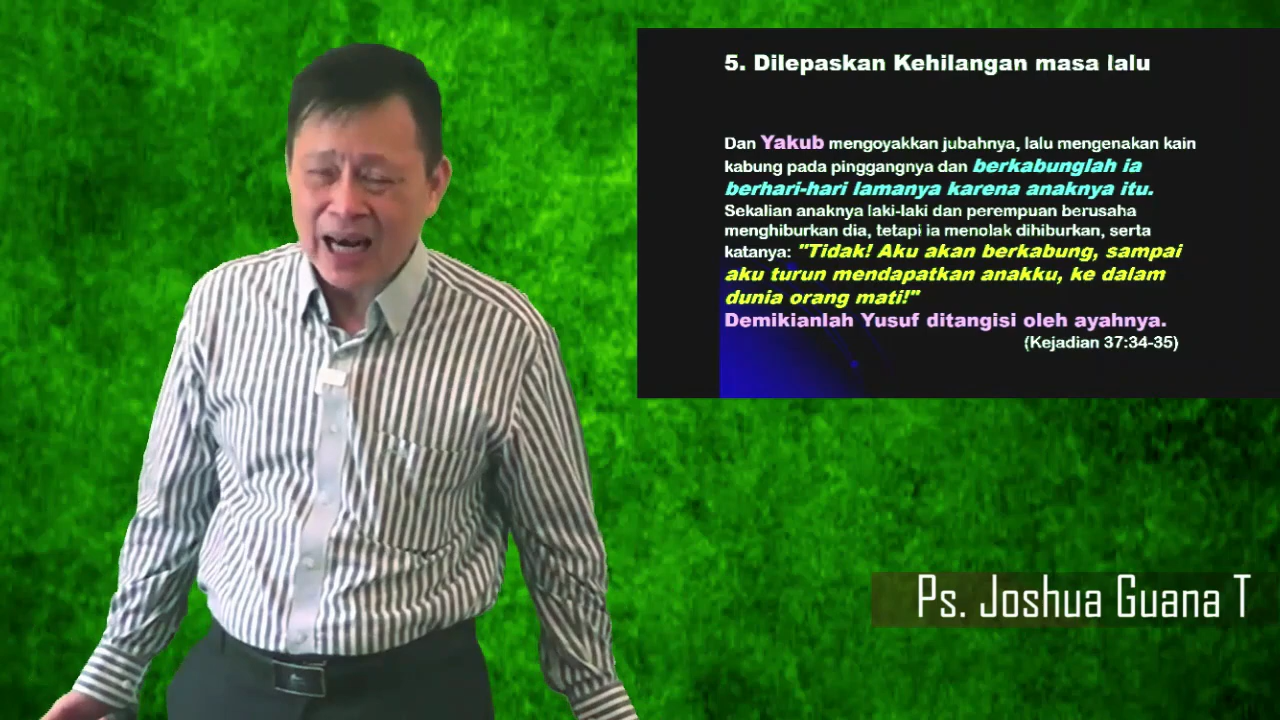 5. Dilepaskan Kehilangan masa lalu
Dan Yakub mengoyakkan jubahnya, lalu mengenakan kain
kabung pada pinggangnya dan berkabunglah ia
berhari-hari lamanya karena anaknya itu.
Sekalian anaknya laki-laki dan perempuan berusaha
menghiburkan dia, tetapi ia menolak dihiburkan, serta
katanya: "Tidak! Aku akan berkabung, sampai
aku turun mendapatkan anakku, ke dalam
dunia orang mati!"
Demikianlah Yusuf ditangisi oleh ayahnya.
(Kejadian 37:34-35)
Ps. Joshua Guana T